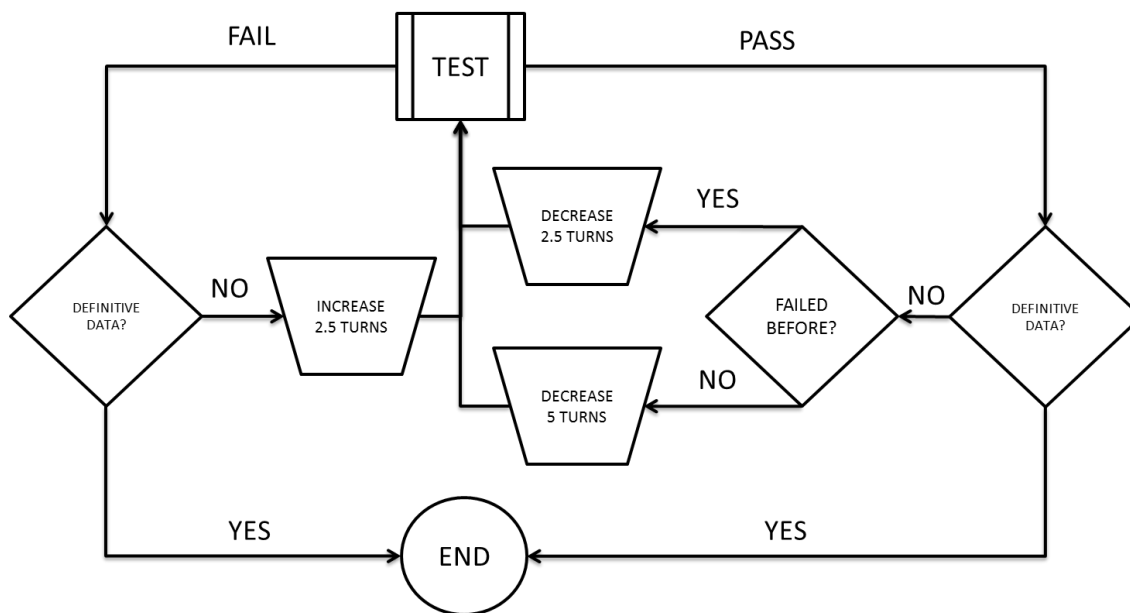 FAIL
TEST
PASS
DECREASE
2.5 TURNS
YES
DEFINITIVE
DATA?
NO
INCREASE
2.5 TURNS
FAILED
BEFORE?
NO
DEFINITIVE
DATA?
DECREASE
5 TURNS
NO
YES
END
YES